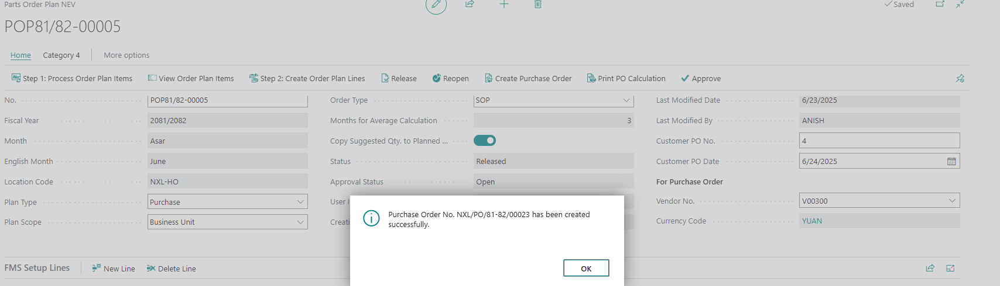 Parts Order Plan NEV
Saved
POP81/82-00005
Home Category 4 More options
Step 1: Process Order Plan Items View Order Plan Items Step 2: Create Order Plan Lines Release Reopen Create Purchase Order Print PO Calculation Approve
No. POP81/82-00005 Order Type SOP Last Modified Date 6/23/2025
Fiscal Year 2081/2082 Months for Average Calculation 3 Last Modified By ANISH
Month Asar Copy Suggested Qty. to Planned ... Customer PO No. 4
English Month June Status Released Customer PO Date 6/24/2025
Location Code NXL-HO Approval Status Open For Purchase Order
Plan Type Purchase User I Vendor No. V00300
Plan Scope Business Unit Creati Currency Code YUAN
Purchase Order No. NXL/PO/81-82/00023 has been created
successfully.
OK
FMS Setup Lines New Line Delete Line